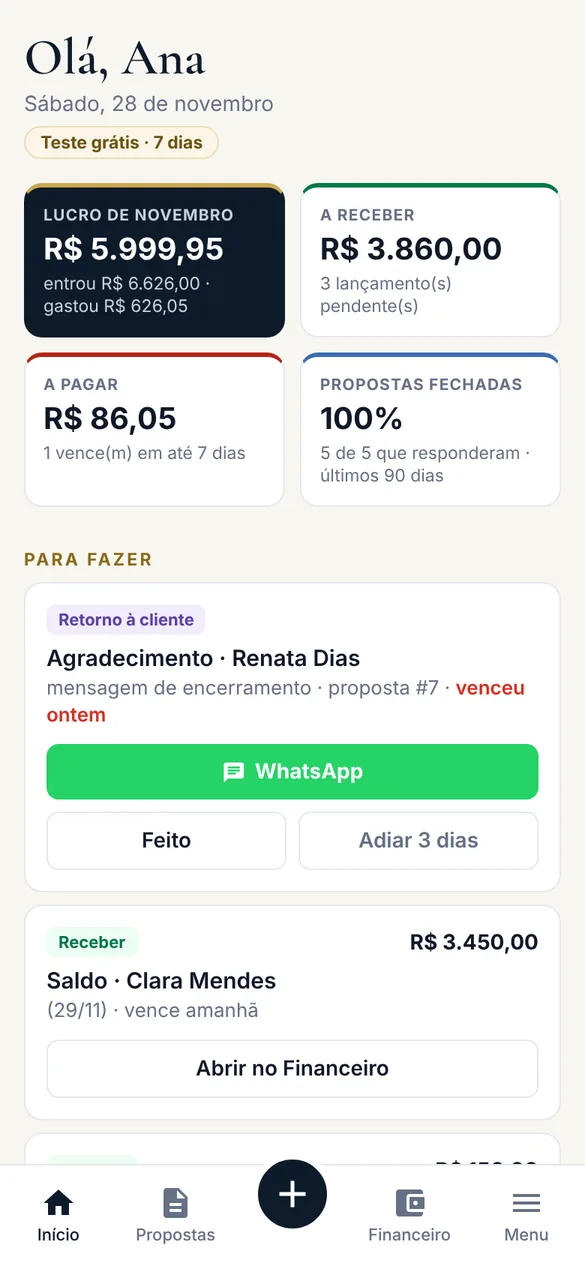 Olá, Ana
Sábado, 28 de novembro
Teste grátis · 7 dias
LUCRO DE NOVEMBRO
R$ 5.999,95
entrou R$ 6.626,00 ·
gastou R$ 626,05
A RECEBER
R$ 3.860,00
3 lançamento(s)
pendente(s)
A PAGAR
R$ 86,05
1 vence(m) em até 7 dias
PROPOSTAS FECHADAS
100%
5 de 5 que responderam ·
últimos 90 dias
PARA FAZER
Retorno à cliente
Agradecimento · Renata Dias
mensagem de encerramento · proposta #7 · venceu
ontem
WhatsApp
Feito
Adiar 3 dias
Receber
R$ 3.450,00
Saldo · Clara Mendes
(29/11) · vence amanhã
Abrir no Financeiro
Início
Propostas
Financeiro
Menu